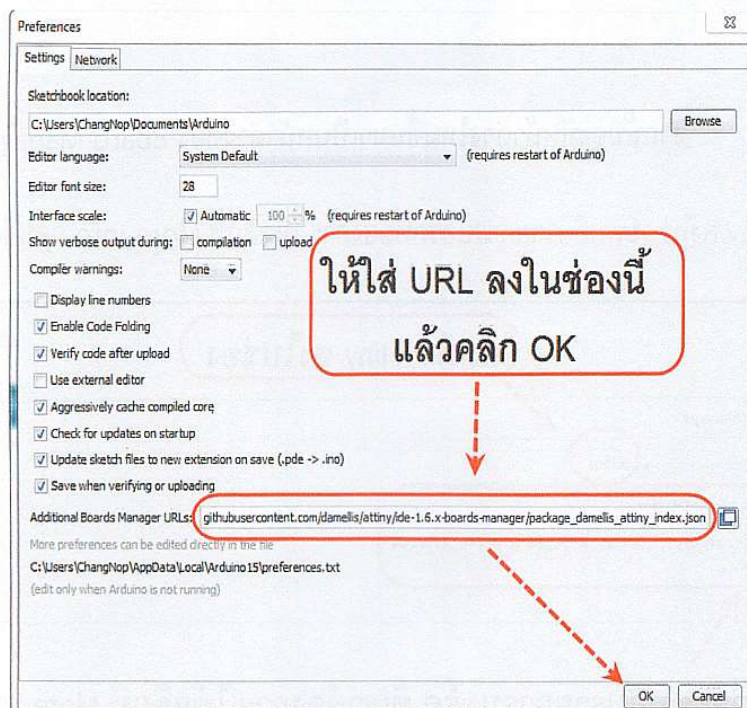 Preferences
Settings Network
Sketchbook location:
C:\Users\ChangNop\Documents\Arduino Browse
Editor language: System Default (requires restart of Arduino)
Editor font size: 28
Interface scale: Automatic 100 % (requires restart of Arduino)
Show verbose output during: compilation upload
Compiler warnings: None
ให้ใส่ URL ลงในช่องนี้
แล้วคลิก OK
Display line numbers
Enable Code Folding
Verify code after upload
Use external editor
Aggressively cache compiled core
Check for updates on startup
Update sketch files to new extension on save (.pde -> .ino)
Save when verifying or uploading
Additional Boards Manager URLs: githubusercontent.com/damellis/attiny/ide-1.6.x-boards-manager/package_damellis_attiny_index.json
More preferences can be edited directly in the file
C:\Users\ChangNop\AppData\Local\Arduino15\preferences.txt
(edit only when Arduino is not running)
OK Cancel